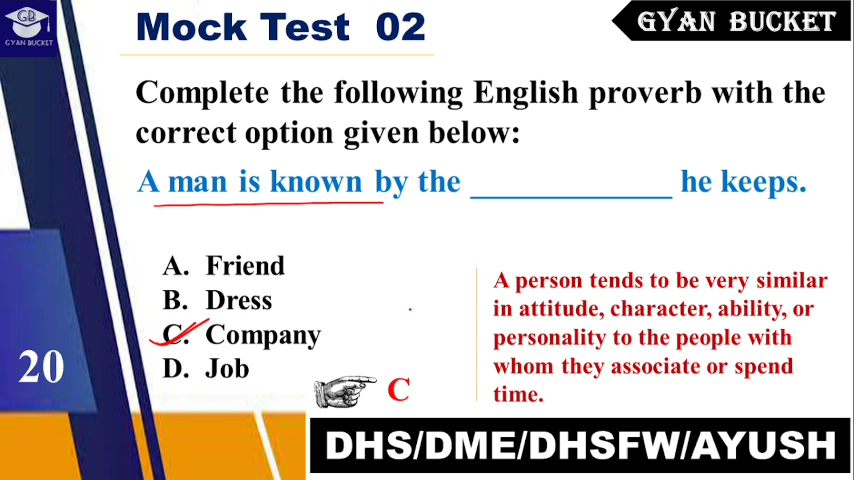 GB
GYAN BUCKET
Mock Test 02
GYAN BUCKET
Complete the following English proverb with the
correct option given below:
A man is known by the ____________ he keeps.
A. Friend
B. Dress
C. Company
D. Job
A person tends to be very similar
in attitude, character, ability, or
personality to the people with
whom they associate or spend
time.
20
C
DHS/DME/DHSFW/AYUSH